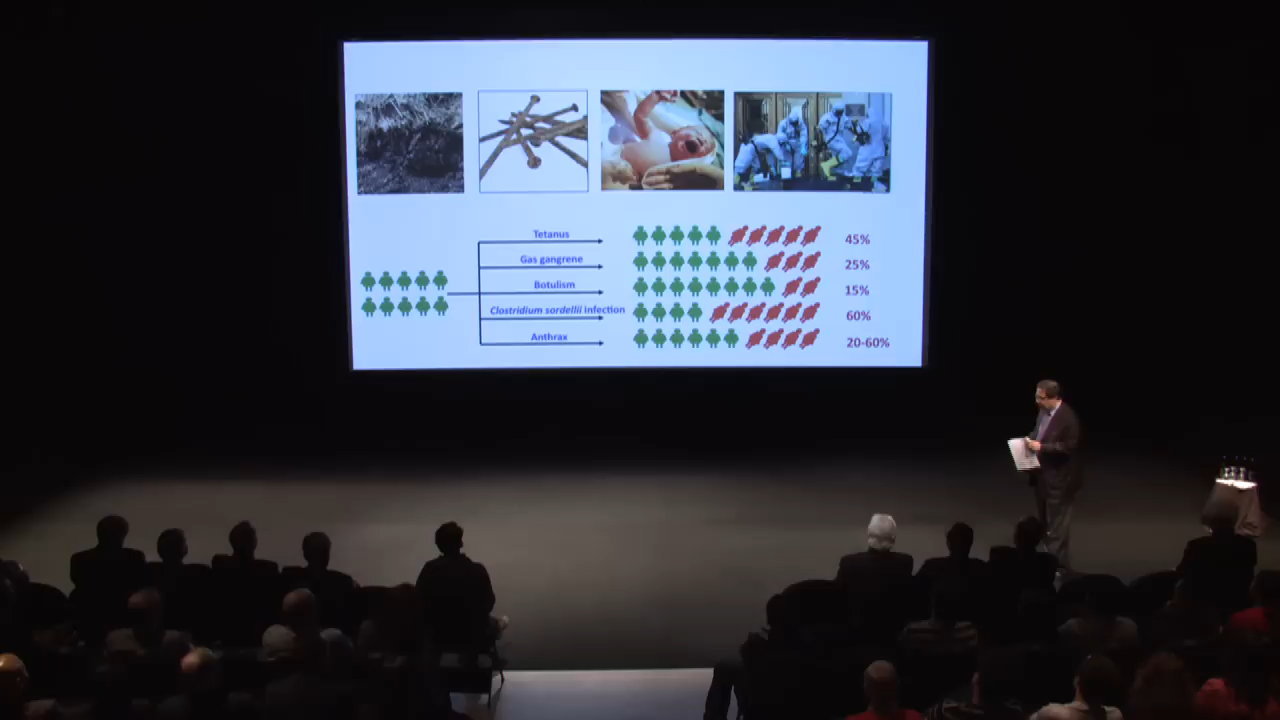 Tetanus 45%
Gas gangrene 25%
Botulism 15%
Clostridium sordellii infection 60%
Anthrax 20-60%